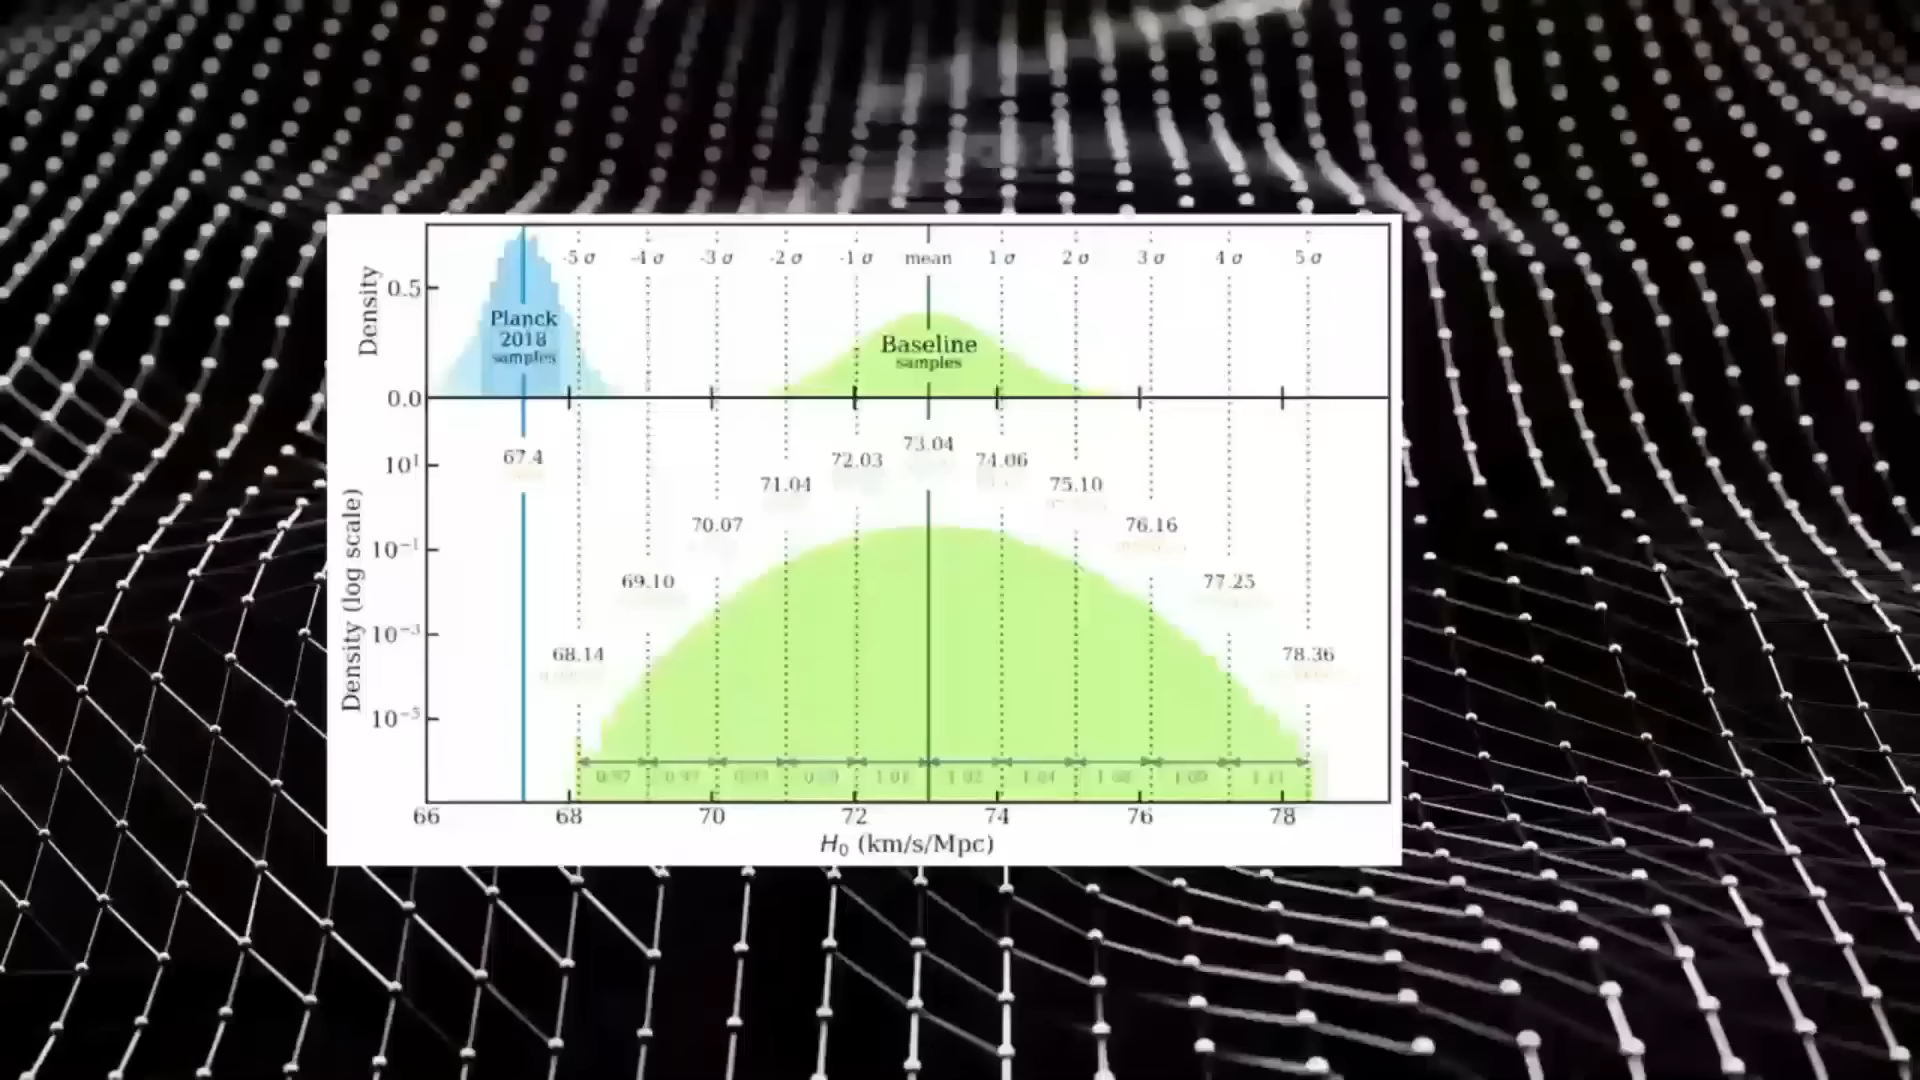 -5 σ -4 σ -3 σ -2 σ -1 σ mean 1 σ 2 σ 3 σ 4 σ 5 σ
Density
0.5
0.0
Planck
2018
samples
Baseline
samples
67.4
68.14
69.10
70.07
71.04
72.03
73.04
74.06
75.10
76.16
77.25
78.36
Density (log scale)
10¹
10⁻¹
10⁻³
10⁻⁵
66 68 70 72 74 76 78
H₀ (km/s/Mpc)